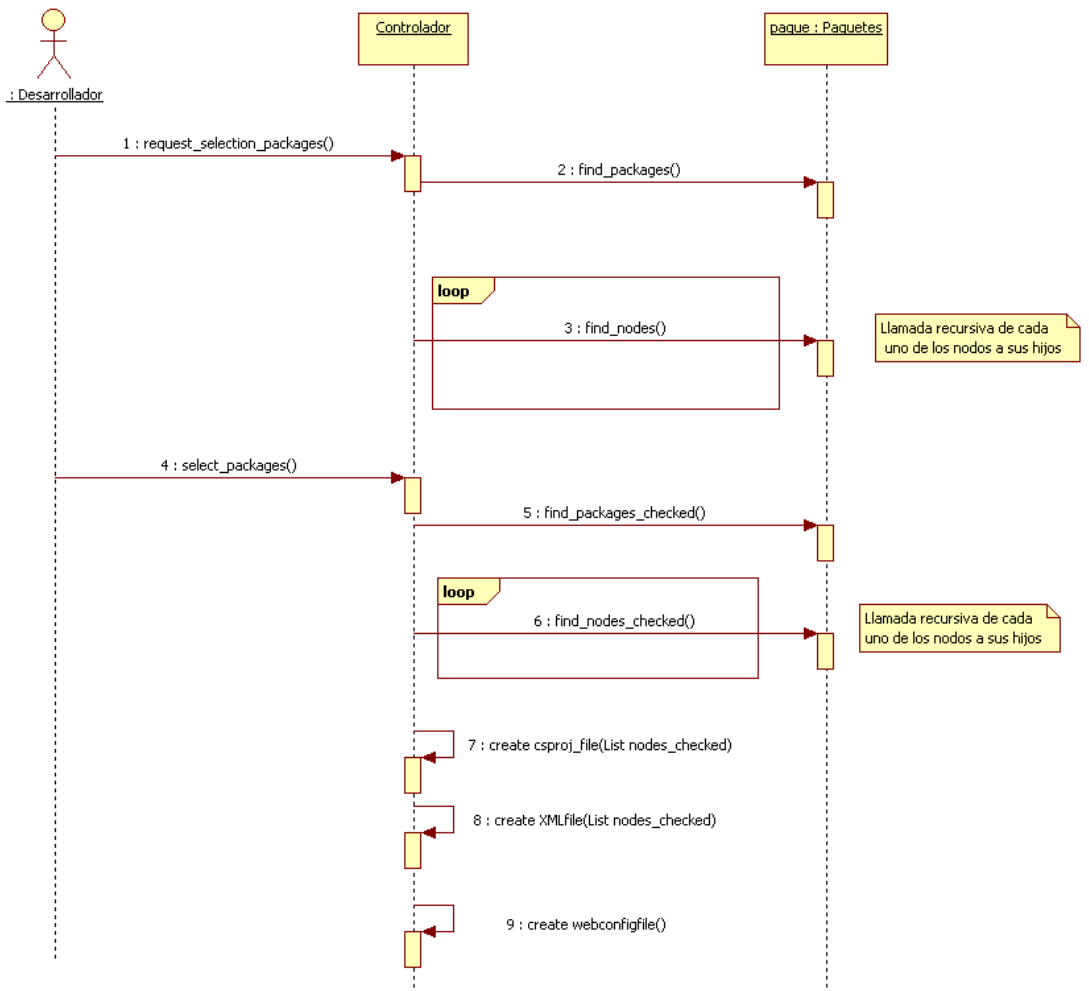 Controlador
paque : Paquetes
: Desarrollador
1 : request_selection_packages()
2 : find_packages()
loop
3 : find_nodes()
Llamada recursiva de cada
uno de los nodos a sus hijos
4 : select_packages()
5 : find_packages_checked()
loop
6 : find_nodes_checked()
Llamada recursiva de cada
uno de los nodos a sus hijos
7 : create csproj_file(List nodes_checked)
8 : create XMLfile(List nodes_checked)
9 : create webconfigfile()